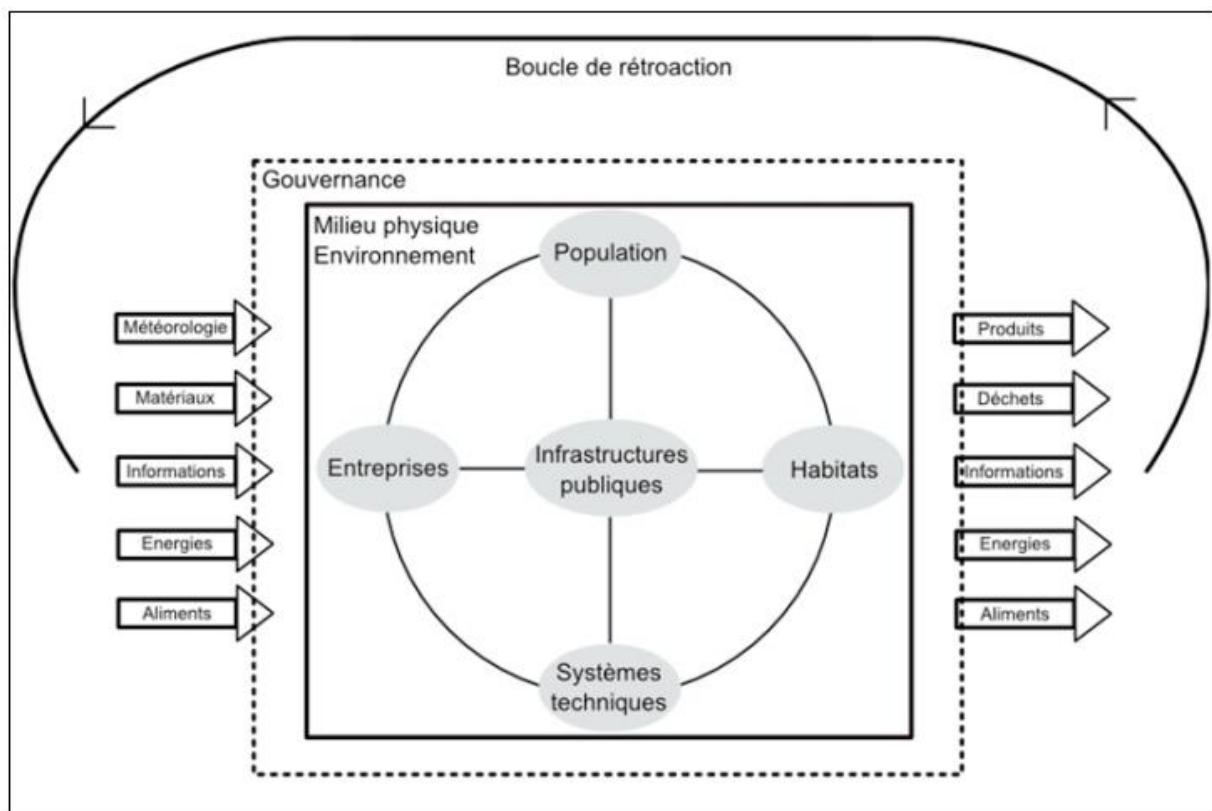 Boucle de rétroaction
Gouvernance
Milieu physique
Environnement
Population
Météorologie
Matériaux
Informations
Energies
Aliments
Entreprises
Infrastructures
publiques
Habitats
Systèmes
techniques
Produits
Déchets
Informations
Energies
Aliments